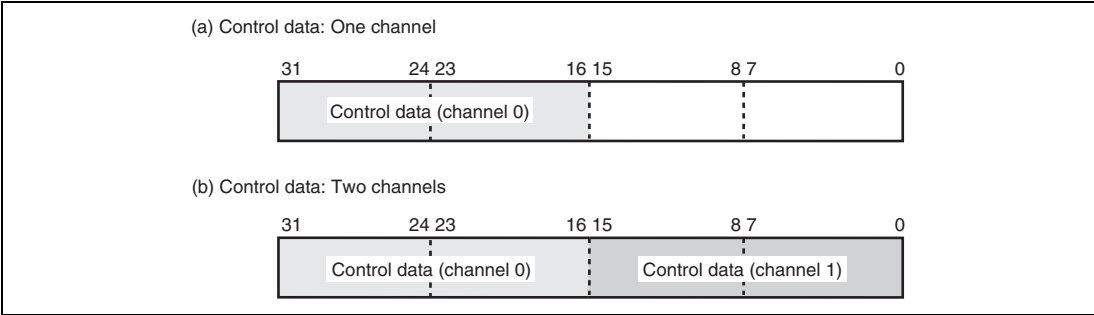 (a) Control data: One channel
31 24 23 16 15 8 7 0
Control data (channel 0)
(b) Control data: Two channels
31 24 23 16 15 8 7 0
Control data (channel 0) Control data (channel 1)